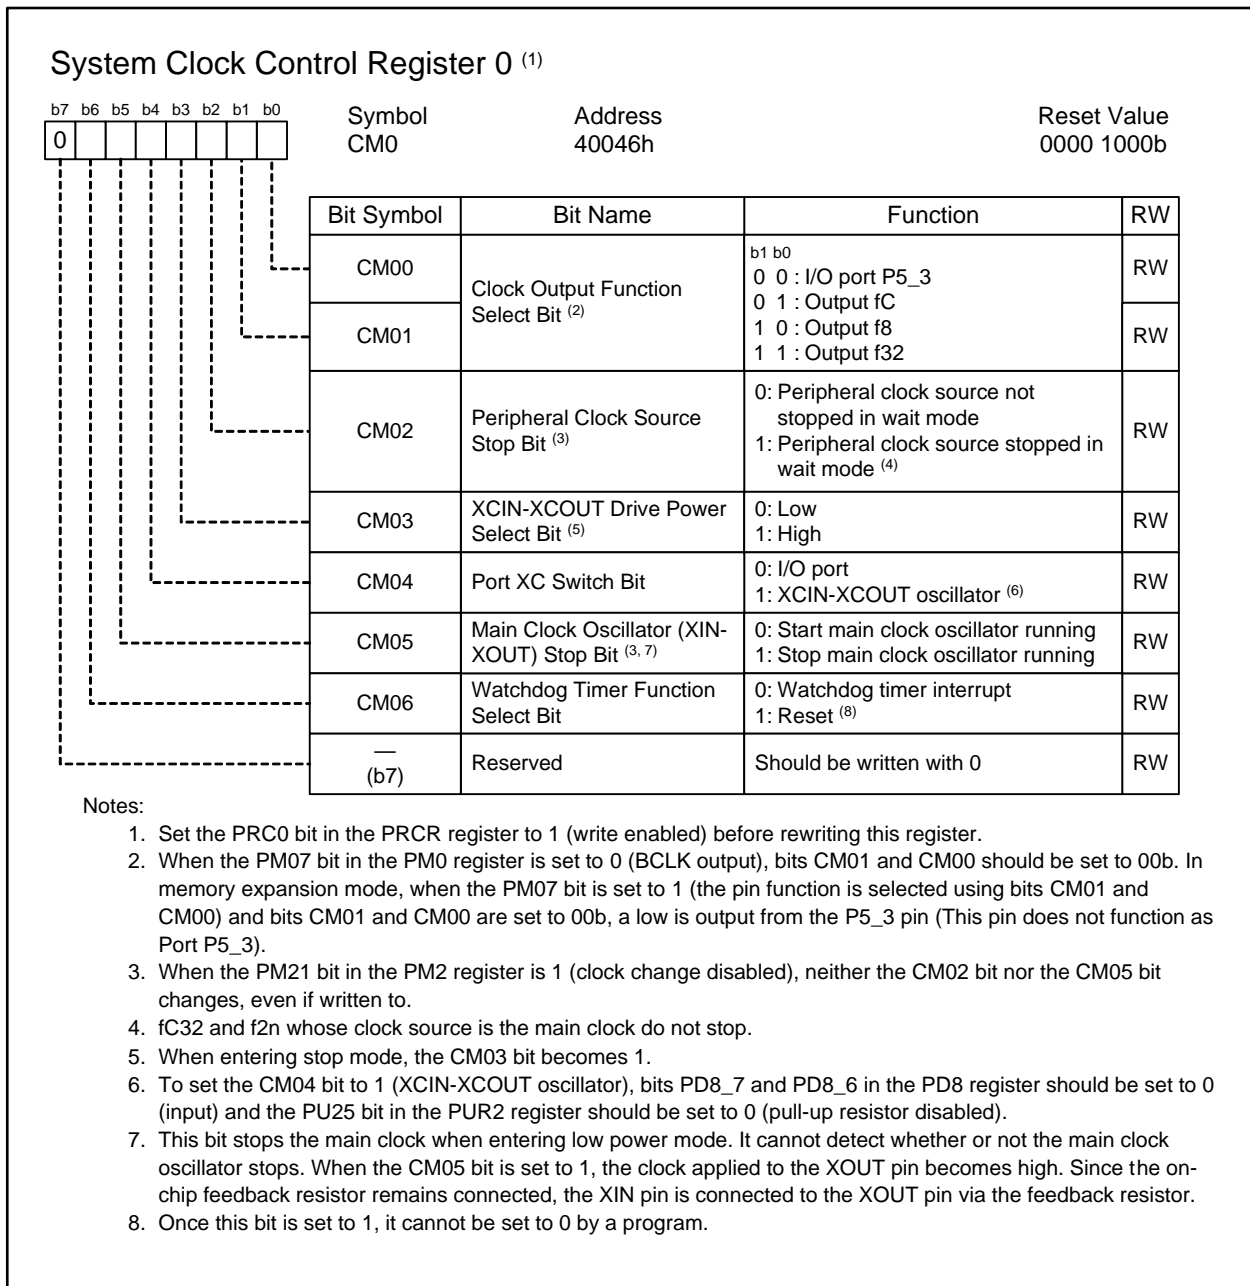 System Clock Control Register 0 (1)
b7 b6 b5 b4 b3 b2 b1 b0
0
Symbol Address Reset Value
CM0 40046h 0000 1000b
Bit Symbol Bit Name Function RW
CM00
Clock Output Function
Select Bit (2)
b1 b0
0 0 : I/O port P5_3
0 1 : Output fC
1 0 : Output f8
1 1 : Output f32
RW
CM01
RW
CM02
Peripheral Clock Source
Stop Bit (3)
0: Peripheral clock source not
stopped in wait mode
1: Peripheral clock source stopped in
wait mode (4)
RW
CM03
XCIN-XCOUT Drive Power
Select Bit (5)
0: Low
1: High
RW
CM04
Port XC Switch Bit
0: I/O port
1: XCIN-XCOUT oscillator (6)
RW
CM05
Main Clock Oscillator (XIN-
XOUT) Stop Bit (3, 7)
0: Start main clock oscillator running
1: Stop main clock oscillator running
RW
CM06
Watchdog Timer Function
Select Bit
0: Watchdog timer interrupt
1: Reset (8)
RW
—
(b7)
Reserved
Should be written with 0
RW
Notes:
1. Set the PRC0 bit in the PRCR register to 1 (write enabled) before rewriting this register.
2. When the PM07 bit in the PM0 register is set to 0 (BCLK output), bits CM01 and CM00 should be set to 00b. In
memory expansion mode, when the PM07 bit is set to 1 (the pin function is selected using bits CM01 and
CM00) and bits CM01 and CM00 are set to 00b, a low is output from the P5_3 pin (This pin does not function as
Port P5_3).
3. When the PM21 bit in the PM2 register is 1 (clock change disabled), neither the CM02 bit nor the CM05 bit
changes, even if written to.
4. fC32 and f2n whose clock source is the main clock do not stop.
5. When entering stop mode, the CM03 bit becomes 1.
6. To set the CM04 bit to 1 (XCIN-XCOUT oscillator), bits PD8_7 and PD8_6 in the PD8 register should be set to 0
(input) and the PU25 bit in the PUR2 register should be set to 0 (pull-up resistor disabled).
7. This bit stops the main clock when entering low power mode. It cannot detect whether or not the main clock
oscillator stops. When the CM05 bit is set to 1, the clock applied to the XOUT pin becomes high. Since the on-
chip feedback resistor remains connected, the XIN pin is connected to the XOUT pin via the feedback resistor.
8. Once this bit is set to 1, it cannot be set to 0 by a program.